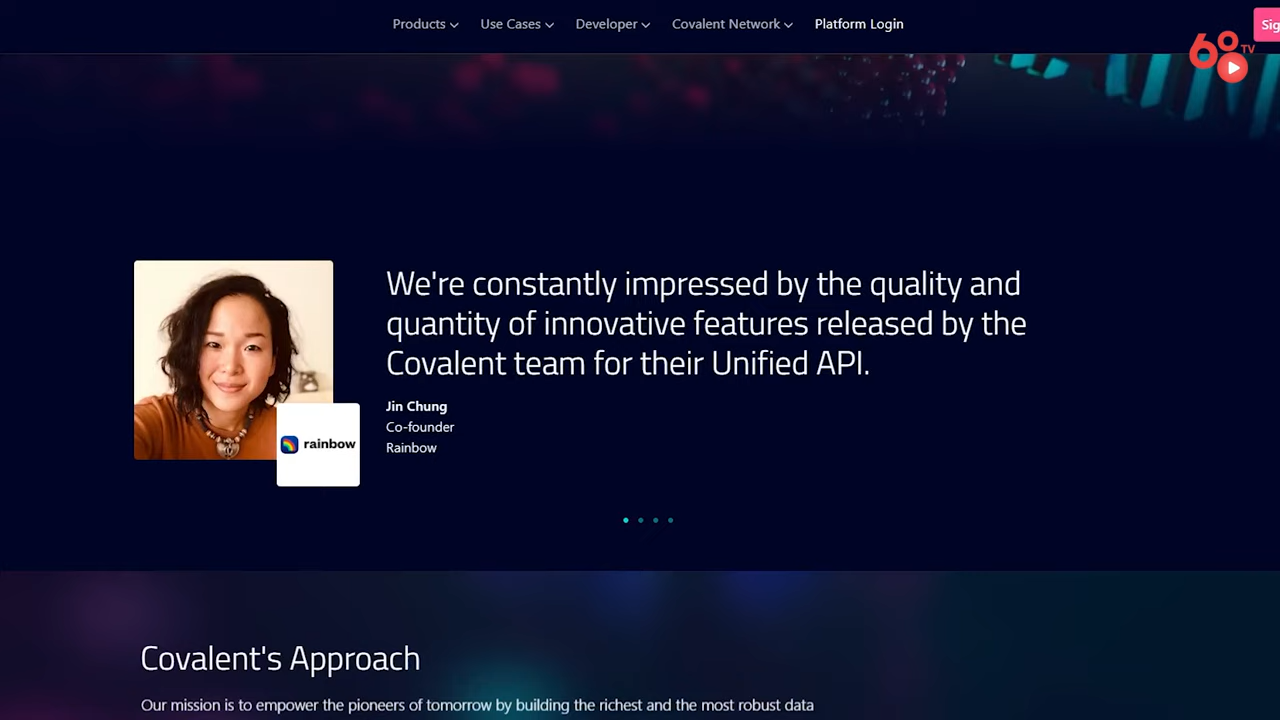 Products
Use Cases
Developer
Covalent Network
Platform Login
Sig
60 TV
We're constantly impressed by the quality and
quantity of innovative features released by the
Covalent team for their Unified API.
Jin Chung
Co-founder
Rainbow
rainbow
Covalent's Approach
Our mission is to empower the pioneers of tomorrow by building the richest and the most robust data